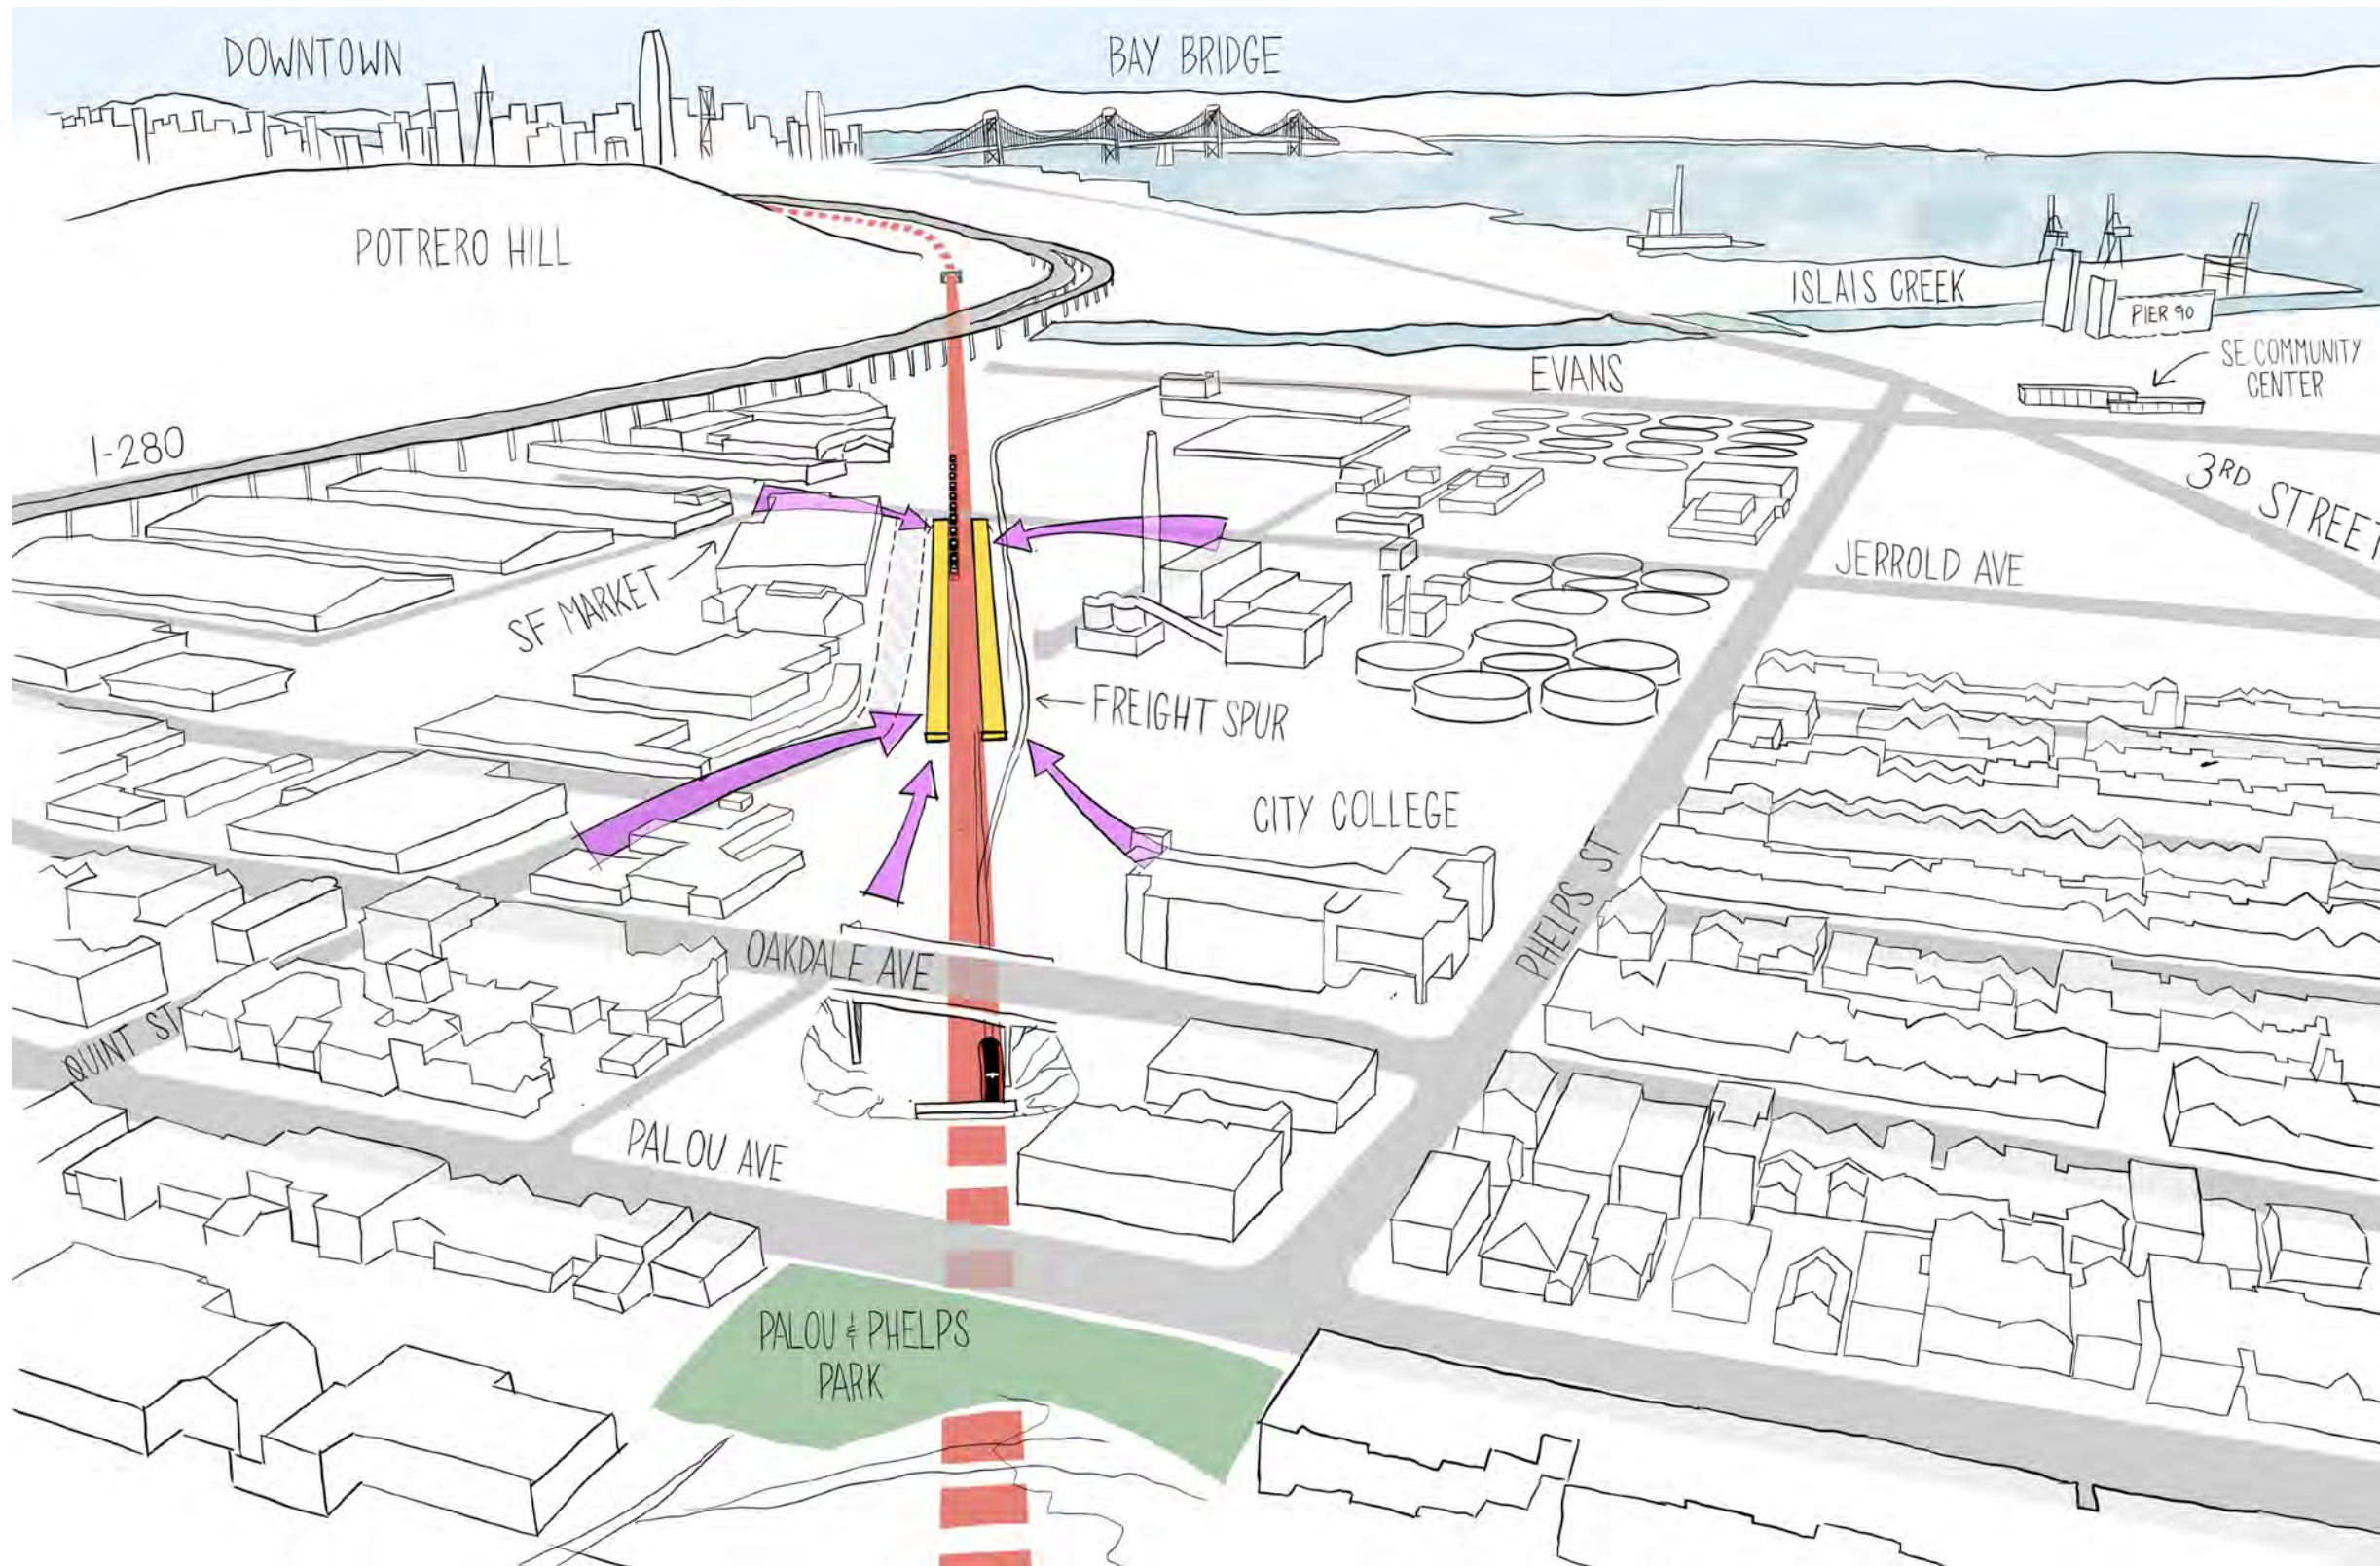 DOWNTOWN
BAY BRIDGE
POTRERO HILL
ISLAIS CREEK
PIER 90
SE COMMUNITY
CENTER
EVANS
I-280
3RD STREET
SF MARKET
JERROLD AVE
FREIGHT SPUR
CITY COLLEGE
PHELPS ST
OAKDALE AVE
QUINT ST
PALOU AVE
PALOU & PHELPS
PARK